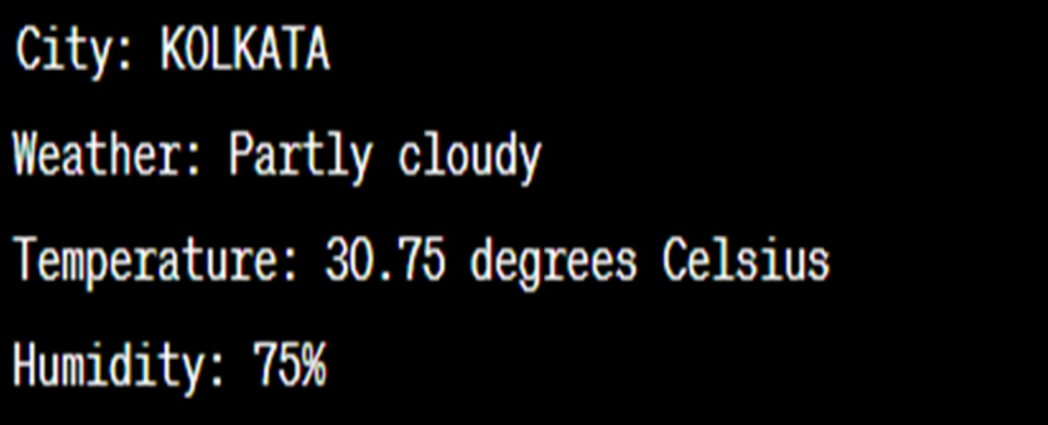 City: KOLKATA
Weather: Partly cloudy
Temperature: 30.75 degrees Celsius
Humidity: 75%